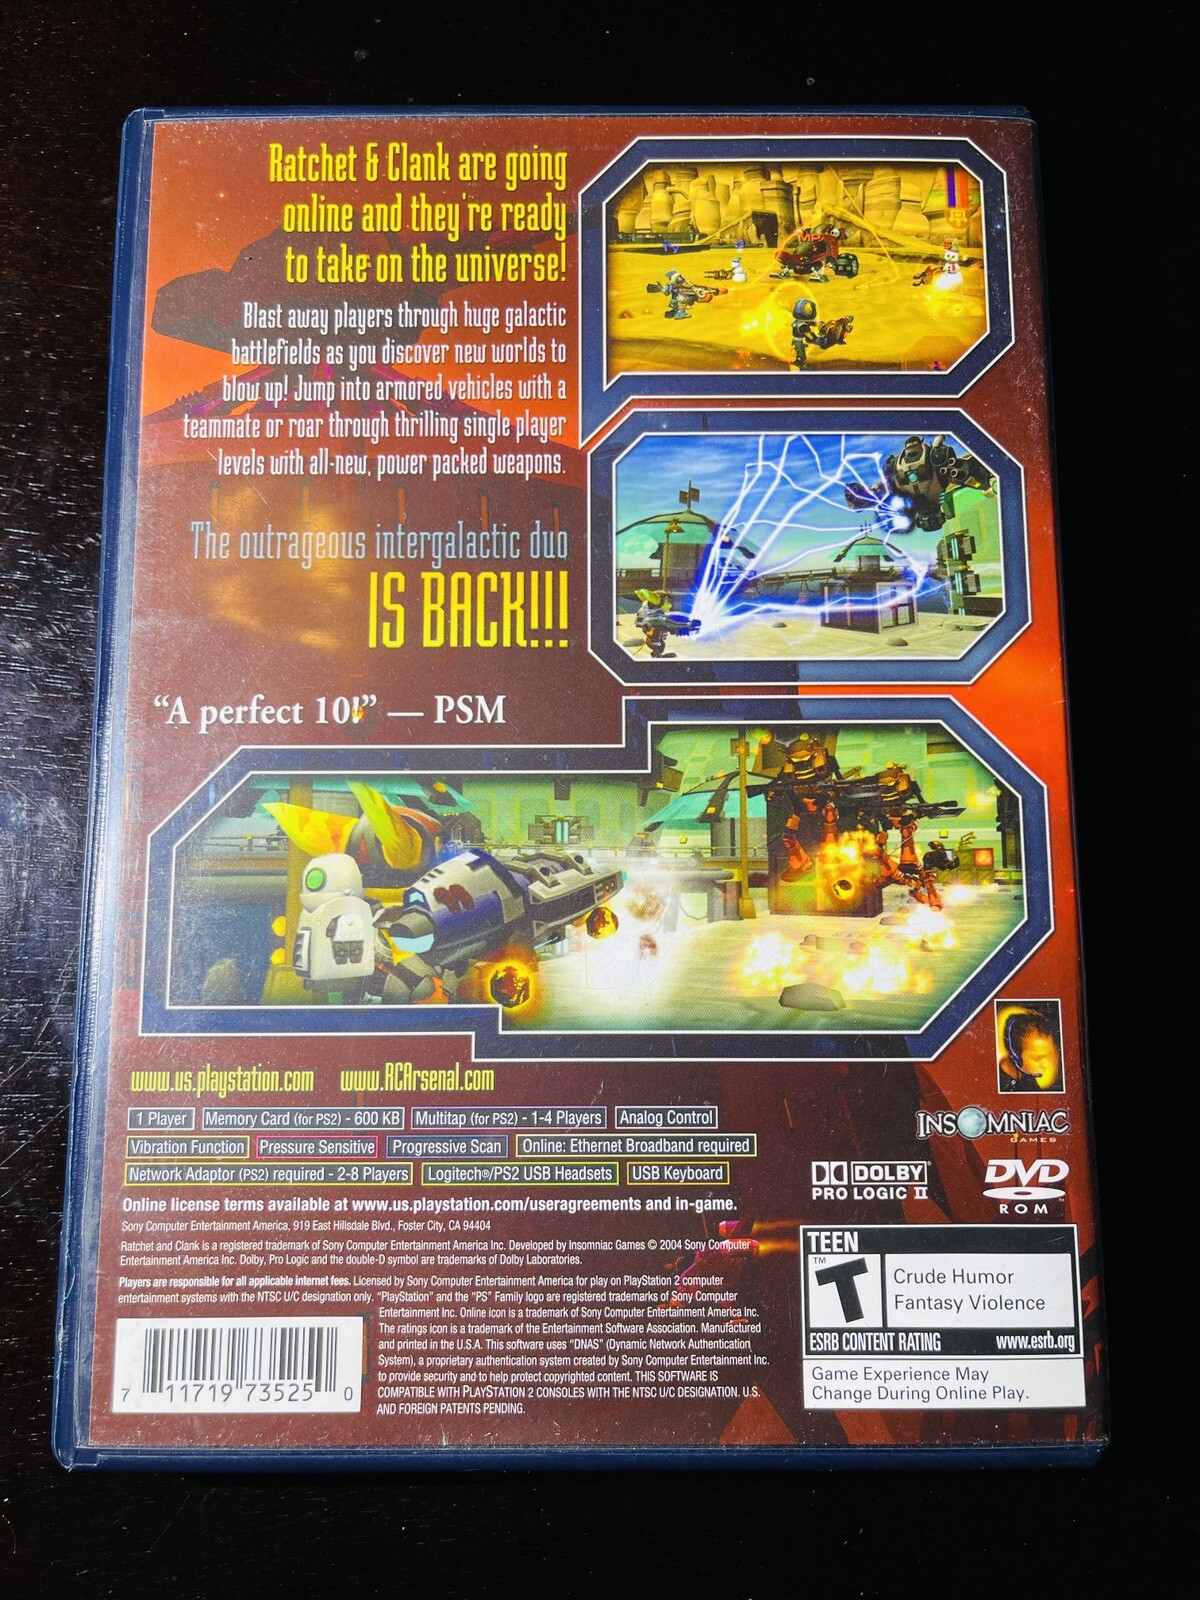 Ratchet & Clank are going
online and they're ready
to take on the universe!
Blast away players through huge galactic
battlefields as you discover new worlds to
blow up! Jump into armored vehicles with a
teammate or roar through thrilling single player
levels with all-new, power packed weapons.
The outrageous intergalactic duo
IS BACK!!!
“A perfect 10!” — PSM
www.us.playstation.com www.RCArsenal.com
1 Player Memory Card (for PS2) - 600 KB Multitap (for PS2) - 1-4 Players Analog Control
Vibration Function Pressure Sensitive Progressive Scan Online: Ethernet Broadband required
Network Adaptor (PS2) required - 2-8 Players Logitech®/PS2 USB Headsets USB Keyboard
Online license terms available at www.us.playstation.com/useragreements and in-game.
Sony Computer Entertainment America, 919 East Hillsdale Blvd., Foster City, CA 94404
Ratchet and Clank is a registered trademark of Sony Computer Entertainment America Inc. Developed by Insomniac Games © 2004 Sony Computer
Entertainment America Inc. Dolby, Pro Logic and the double-D symbol are trademarks of Dolby Laboratories.
Players are responsible for all applicable internet fees. Licensed by Sony Computer Entertainment America for play on PlayStation 2 computer
entertainment systems with the NTSC U/C designation only. “PlayStation” and the “PS” Family logo are registered trademarks of Sony Computer
Entertainment Inc. Online icon is a trademark of Sony Computer Entertainment America Inc.
The ratings icon is a trademark of the Entertainment Software Association. Manufactured
and printed in the U.S.A. This software uses “DNAS” (Dynamic Network Authentication
System), a proprietary authentication system created by Sony Computer Entertainment Inc.
to provide security and to help protect copyrighted content. THIS SOFTWARE IS
COMPATIBLE WITH PLAYSTATION 2 CONSOLES WITH THE NTSC U/C DESIGNATION. U.S.
AND FOREIGN PATENTS PENDING.
7 11719 73525 0
INSOMNIAC
GAMES
DOLBY®
PRO LOGIC II
DVD™
ROM
TEEN
T™
Crude Humor
Fantasy Violence
ESRB CONTENT RATING www.esrb.org
Game Experience May
Change During Online Play.